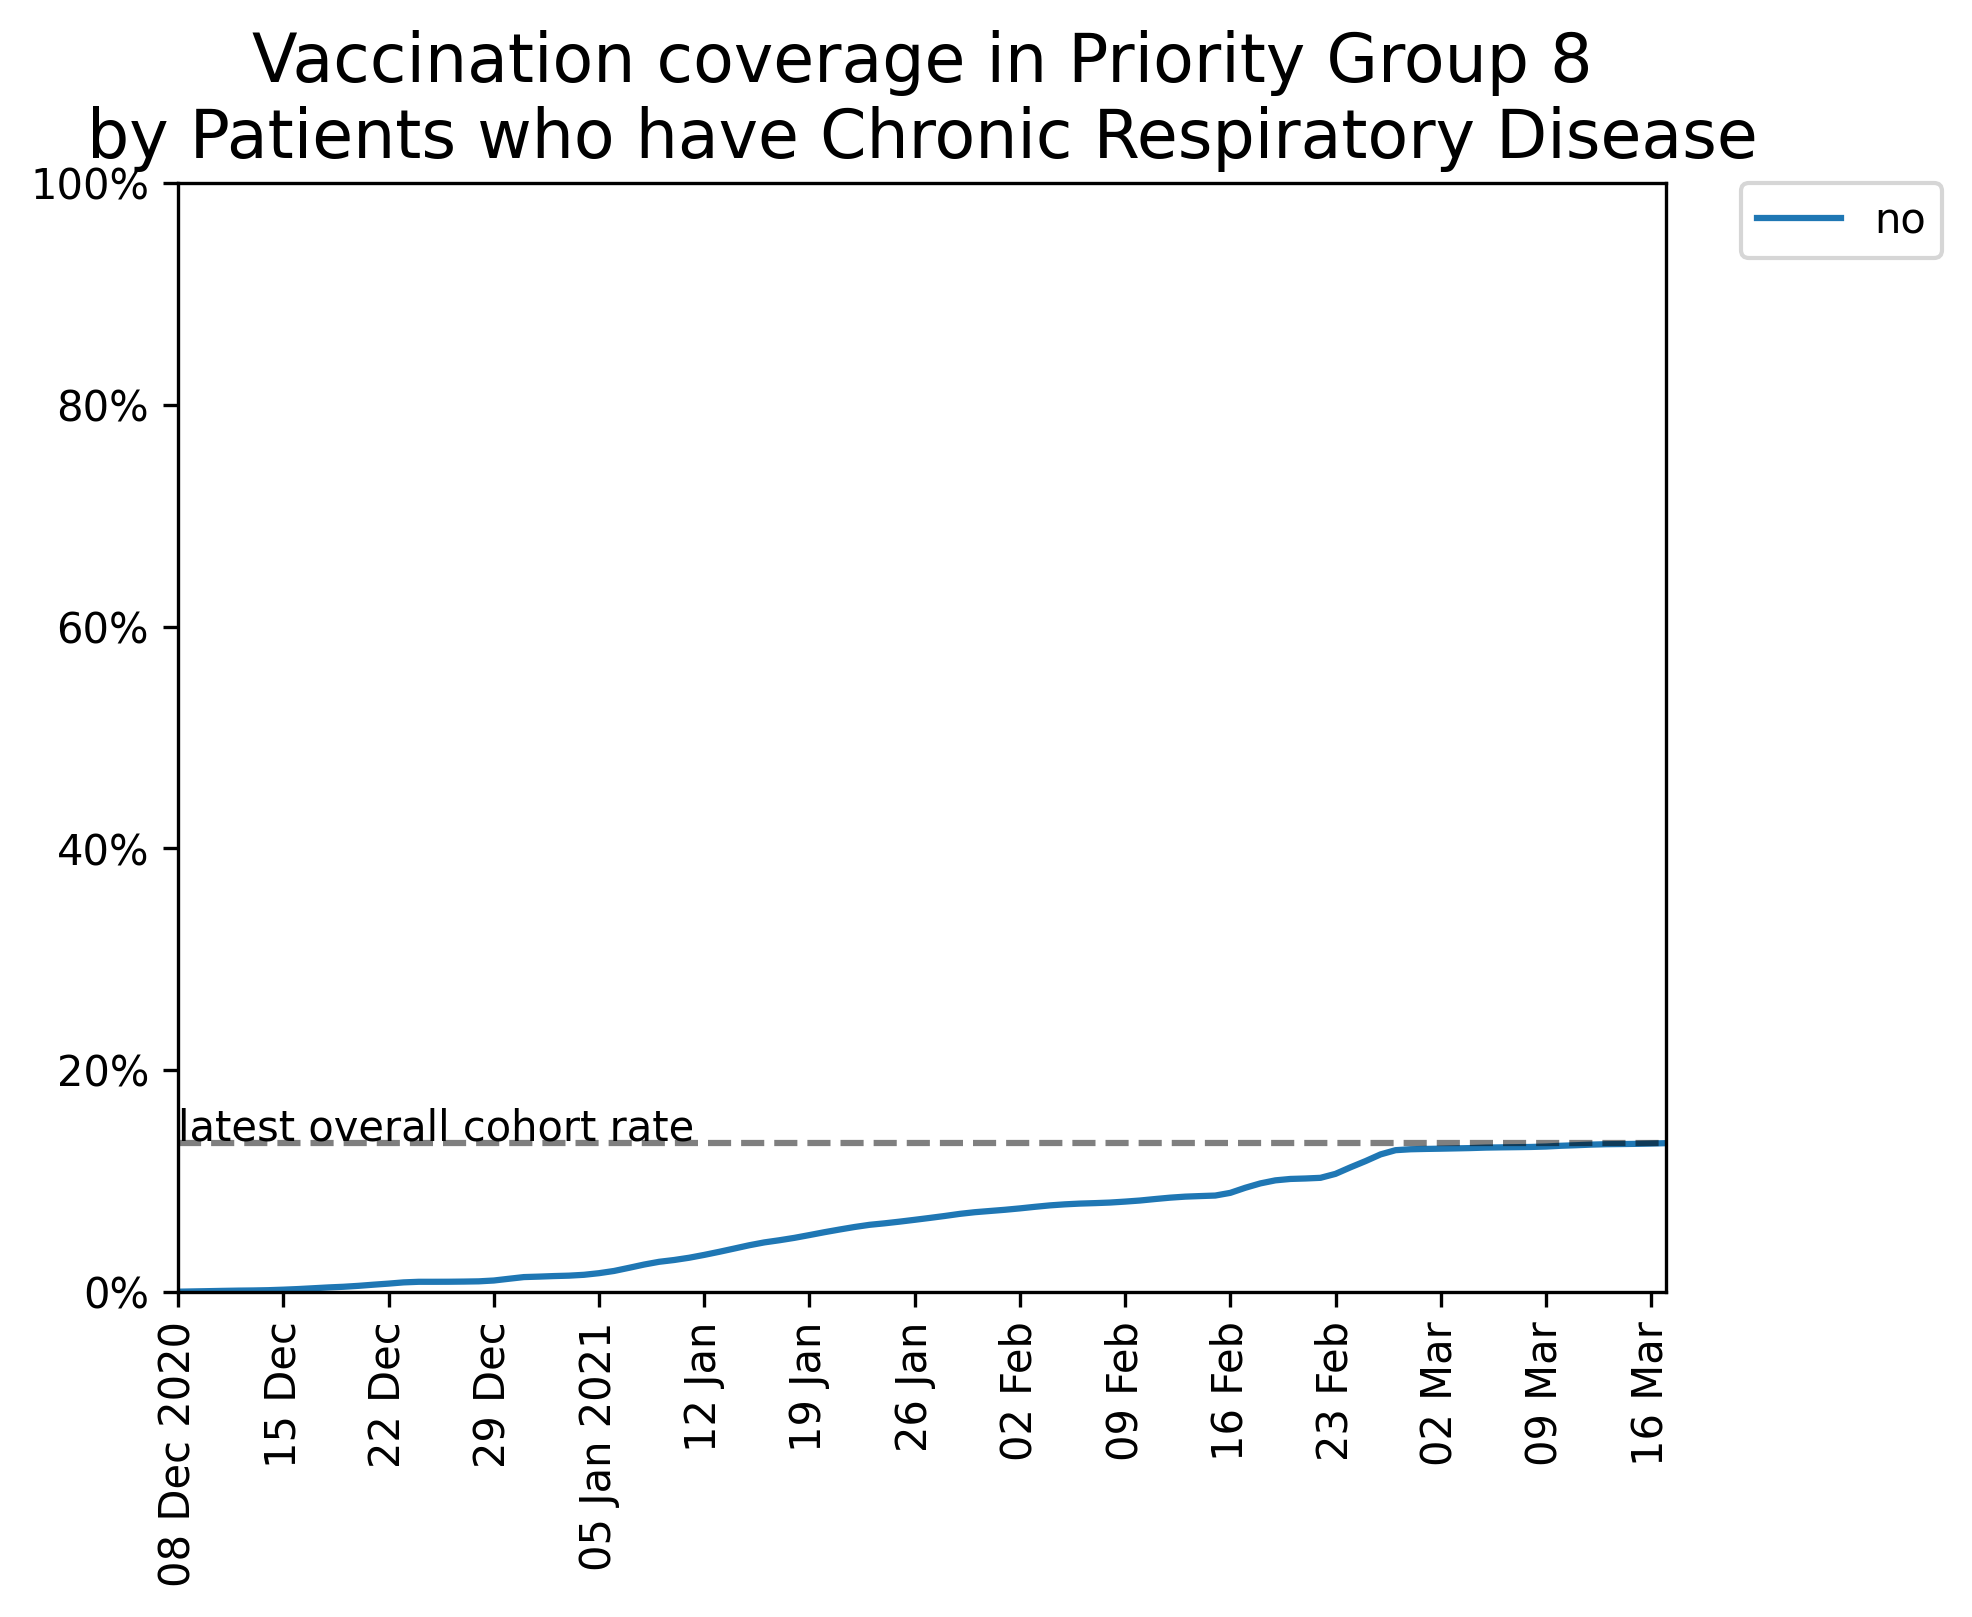 Vaccination coverage in Priority Group 8
by Patients who have Chronic Respiratory Disease
100%
80%
60%
40%
20%
0%
latest overall cohort rate
no
08 Dec 2020
15 Dec
22 Dec
29 Dec
05 Jan 2021
12 Jan
19 Jan
26 Jan
02 Feb
09 Feb
16 Feb
23 Feb
02 Mar
09 Mar
16 Mar